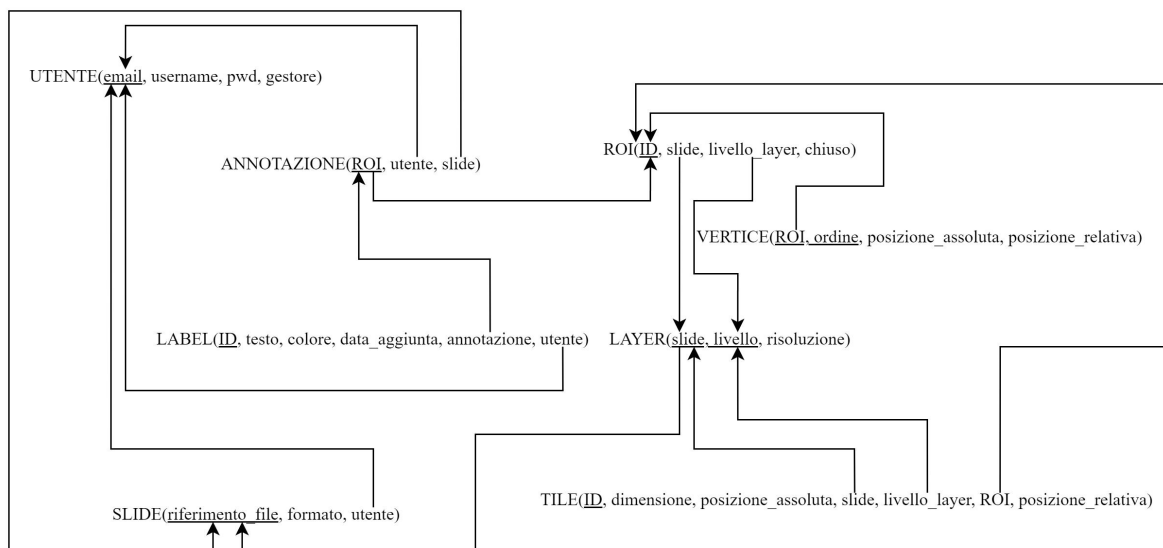 UTENTE(email, username, pwd, gestore)
ANNOTAZIONE(ROI, utente, slide)
ROI(ID, slide, livello_layer, chiuso)
VERTICE(ROI, ordine, posizione_assoluta, posizione_relativa)
LABEL(ID, testo, colore, data_aggiunta, annotazione, utente)
LAYER(slide, livello, risoluzione)
TILE(ID, dimensione, posizione_assoluta, slide, livello_layer, ROI, posizione_relativa)
SLIDE(riferimento_file, formato, utente)